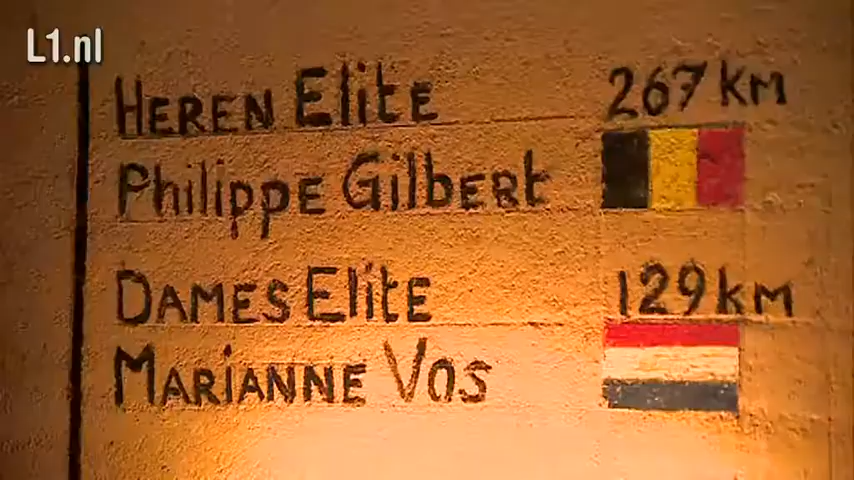 L1.nl
Heren Elite 267 km
Philippe Gilbert
Dames Elite 129 km
Marianne Vos